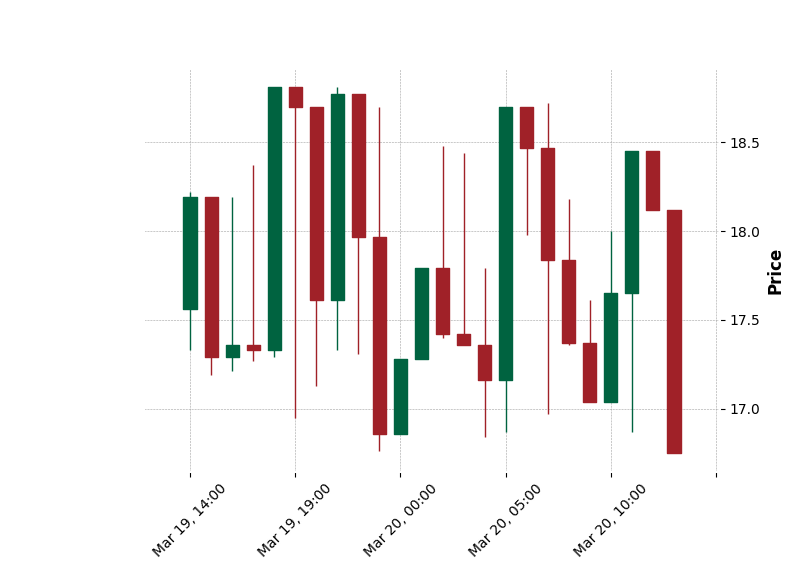 18.5
18.0
17.5
17.0
Price
Mar 19, 14:00
Mar 19, 19:00
Mar 20, 00:00
Mar 20, 05:00
Mar 20, 10:00